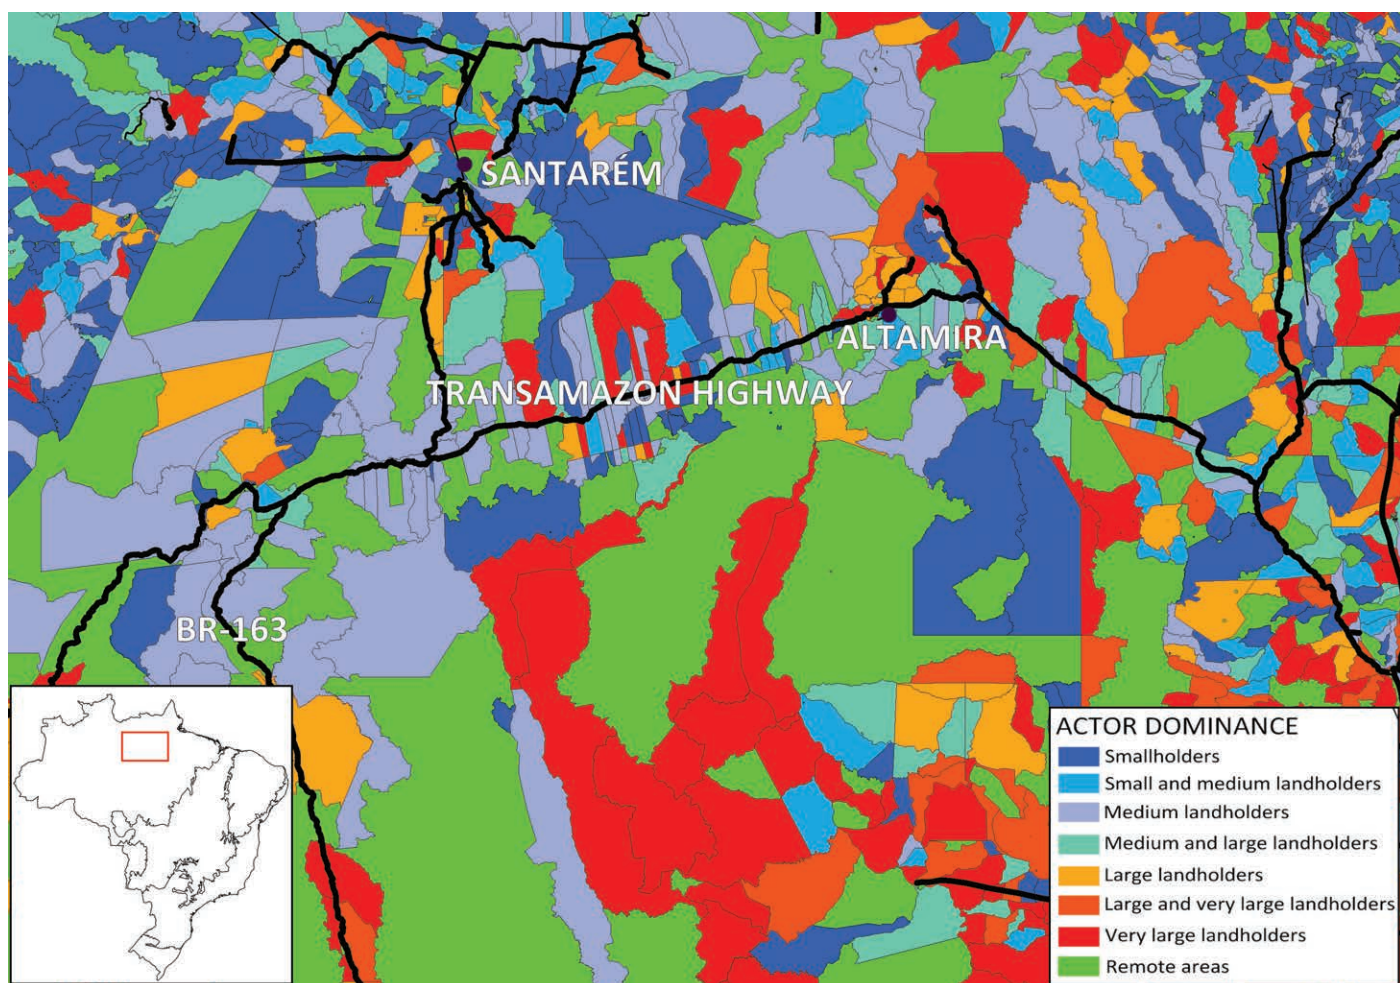 SANTARÉM
ALTAMIRA
TRANSAMAZON HIGHWAY
BR-163
ACTOR DOMINANCE
Smallholders
Small and medium landholders
Medium landholders
Medium and large landholders
Large landholders
Large and very large landholders
Very large landholders
Remote areas